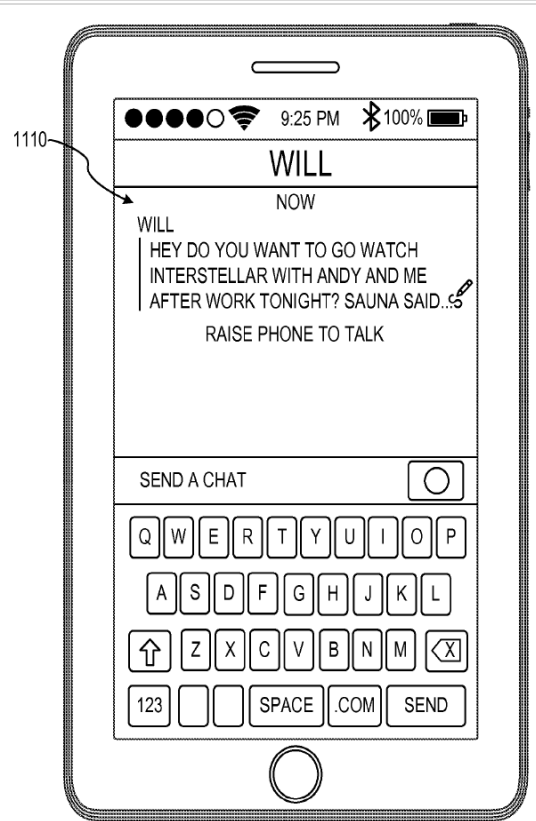 1110
9:25 PM 100%
WILL
NOW
WILL
HEY DO YOU WANT TO GO WATCH
INTERSTELLAR WITH ANDY AND ME
AFTER WORK TONIGHT? SAUNA SAID...
RAISE PHONE TO TALK
SEND A CHAT
Q W E R T Y U I O P
A S D F G H J K L
Z X C V B N M X
123 SPACE .COM SEND